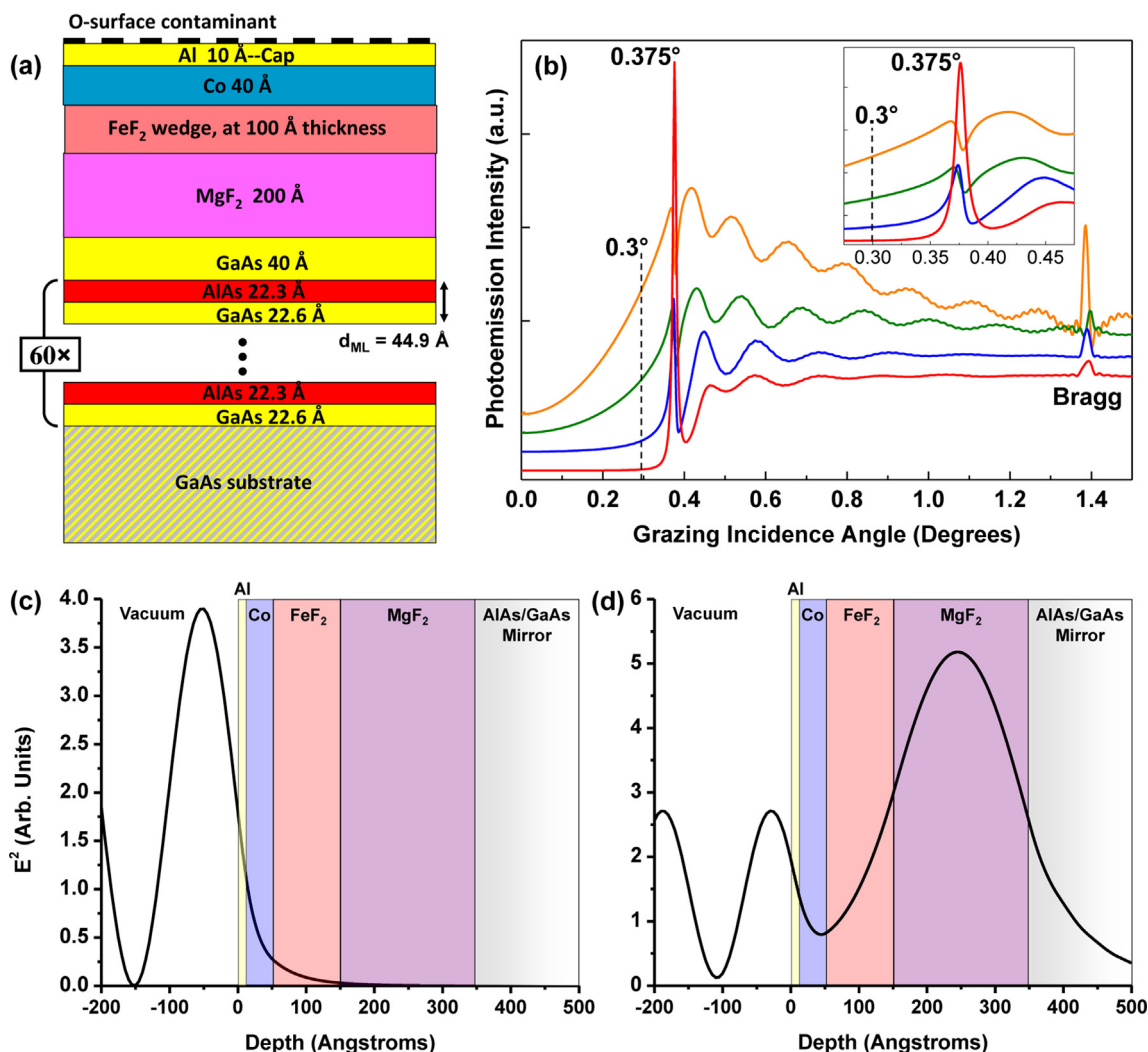 (a)
O-surface contaminant
Al 10 Å--Cap
Co 40 Å
FeF₂ wedge, at 100 Å thickness
MgF₂ 200 Å
GaAs 40 Å
AlAs 22.3 Å
GaAs 22.6 Å
60×
d_ML = 44.9 Å
AlAs 22.3 Å
GaAs 22.6 Å
GaAs substrate
(b)
Photoemission Intensity (a.u.)
0.375°
0.3°
0.375°
0.3°
0.30 0.35 0.40 0.45
Bragg
0.0 0.2 0.4 0.6 0.8 1.0 1.2 1.4
Grazing Incidence Angle (Degrees)
(c)
Al
Vacuum
Co
FeF₂
MgF₂
AlAs/GaAs
Mirror
E² (Arb. Units)
4.0
3.5
3.0
2.5
2.0
1.5
1.0
0.5
0.0
-200 -100 0 100 200 300 400 500
Depth (Angstroms)
(d)
Al
Vacuum
Co
FeF₂
MgF₂
AlAs/GaAs
Mirror
6
5
4
3
2
1
0
-200 -100 0 100 200 300 400 500
Depth (Angstroms)